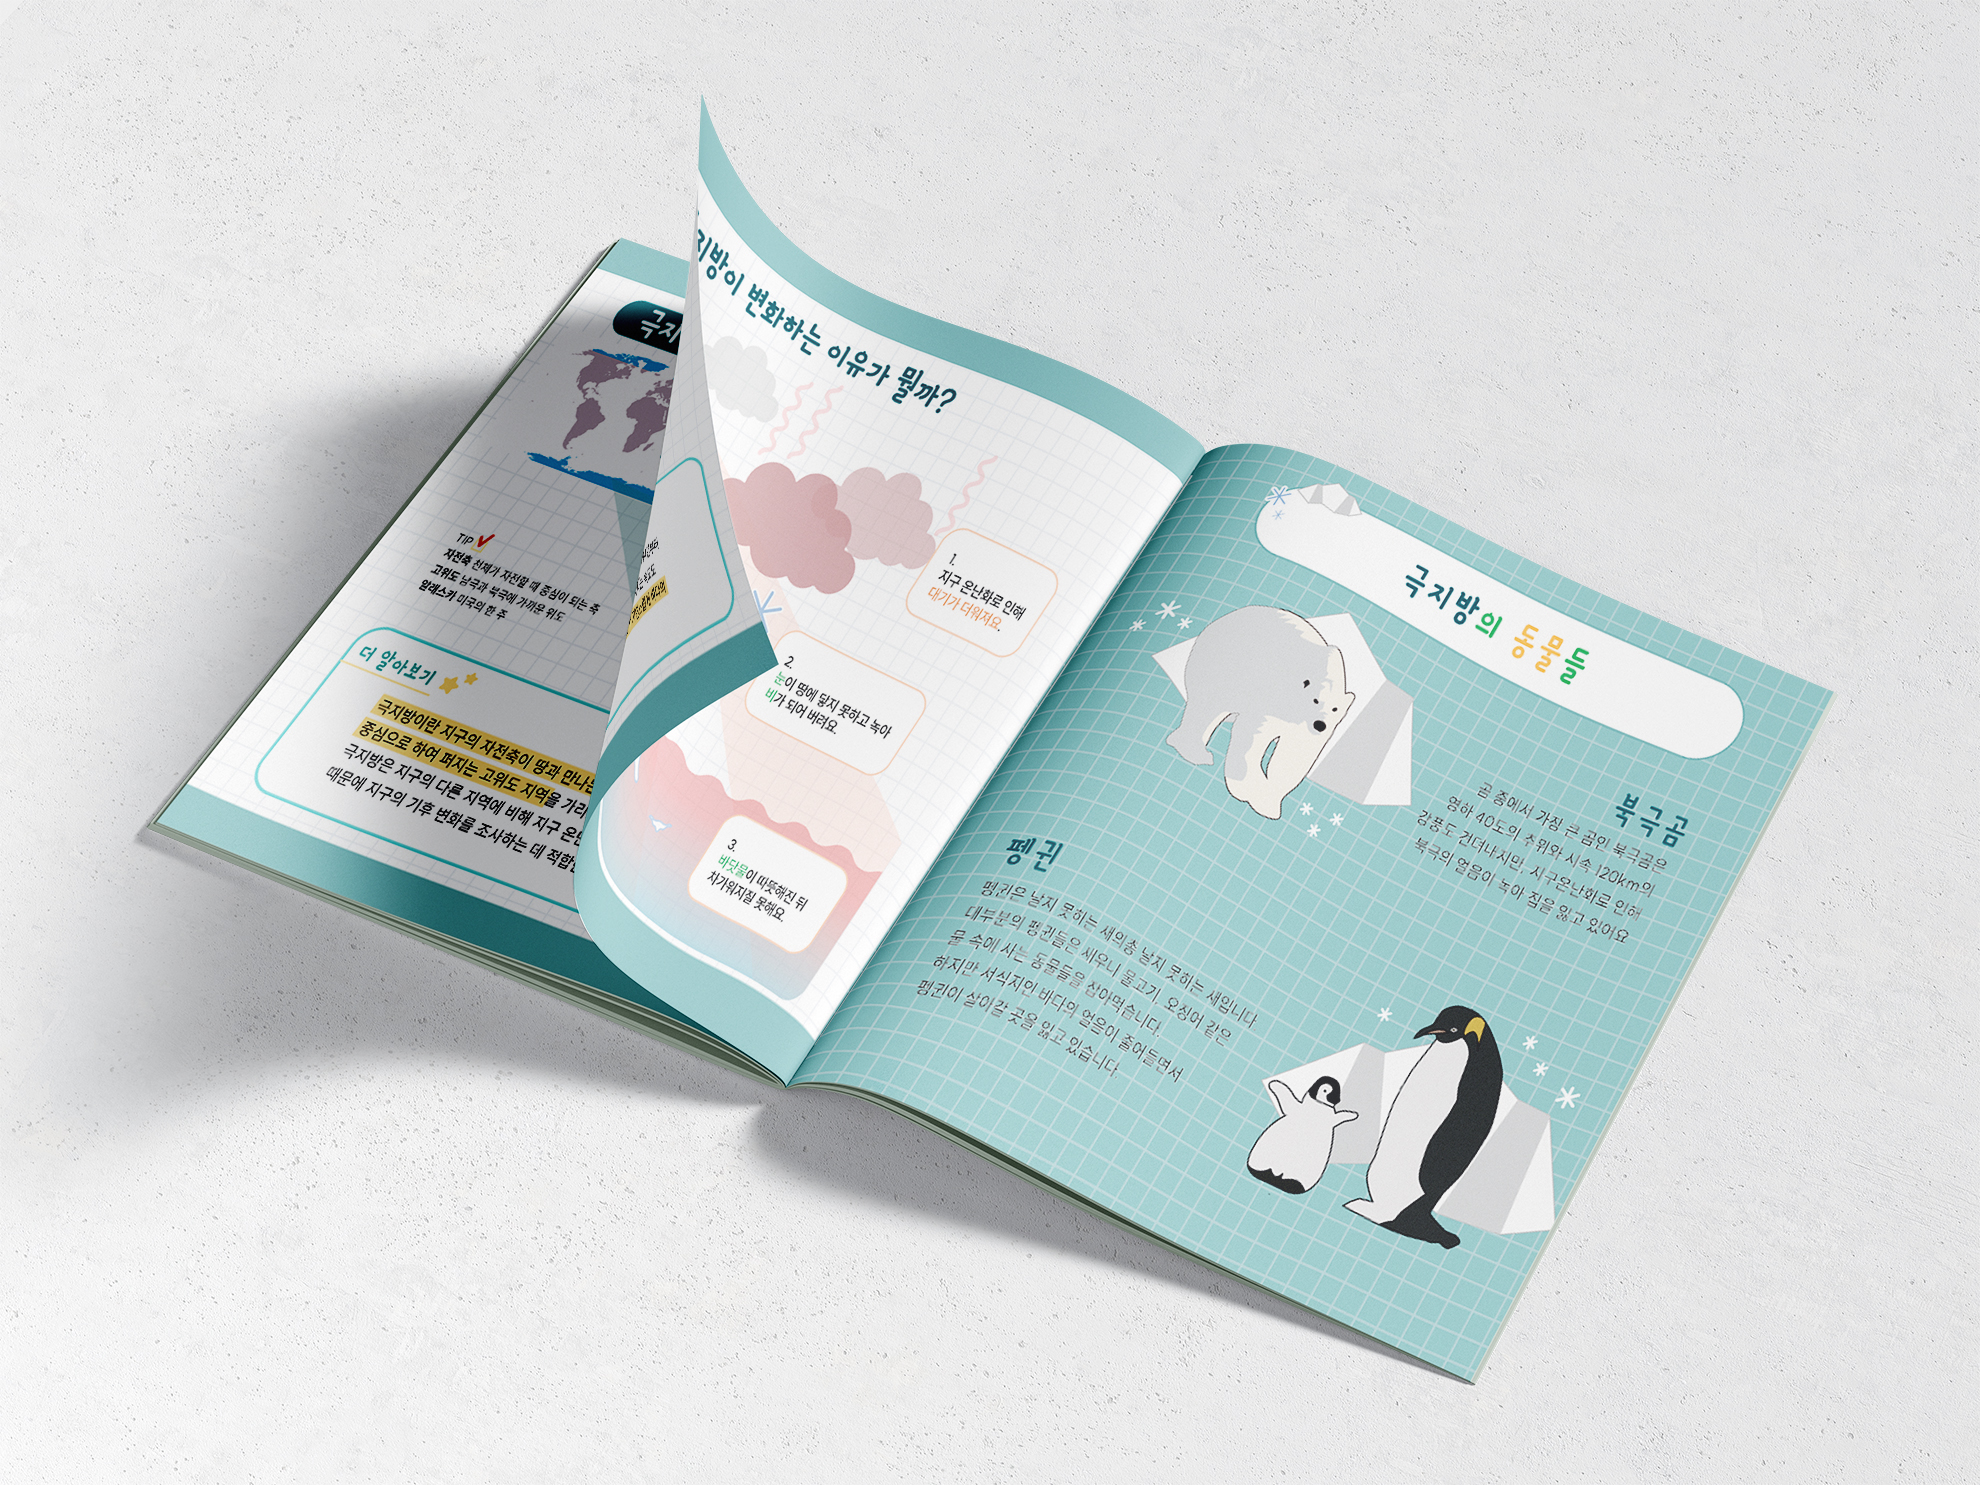 극지
TIP
자전축 천체가 자전할 때 중심이 되는 축
고위도 남극과 북극에 가까운 위도
알래스카 미국의 한 주
더 알아보기
극지방이란 지구의 자전축이 땅과 만나는
중심으로 하여 퍼지는 고위도 지역을
극지방은 지구의 다른 지역에 비해 지구
때문에 지구의 기후 변화를 조사하는 데
지방이 변화하는 이유가 뭘까?
1.
지구 온난화로 인해
대기가 더워져요.
2.
눈이 땅에 닿지 못하고 녹아
비가 되어 버려요.
3.
바닷물이 따뜻해진 뒤
차가워지질 못해요.
극지방의 동물들
북극곰
곰 중에서 가장 큰 곰인 북극곰은
영하 40도의 추위와 시속 120km의
강풍도 견뎌내지만, 지구온난화로 인해
북극의 얼음이 녹아 집을 잃고 있어요
펭귄
펭귄은 날지 못하는 새의송 날지 못하는 새입니다
대부분의 펭귄들은 새우나 물고기, 오징어 같은
물 속에 사는 동물들을 잡아먹습니다.
하지만 서식지인 바다의 얼음이 줄어들면서
펭귄이 살아갈 곳을 잃고 있습니다.